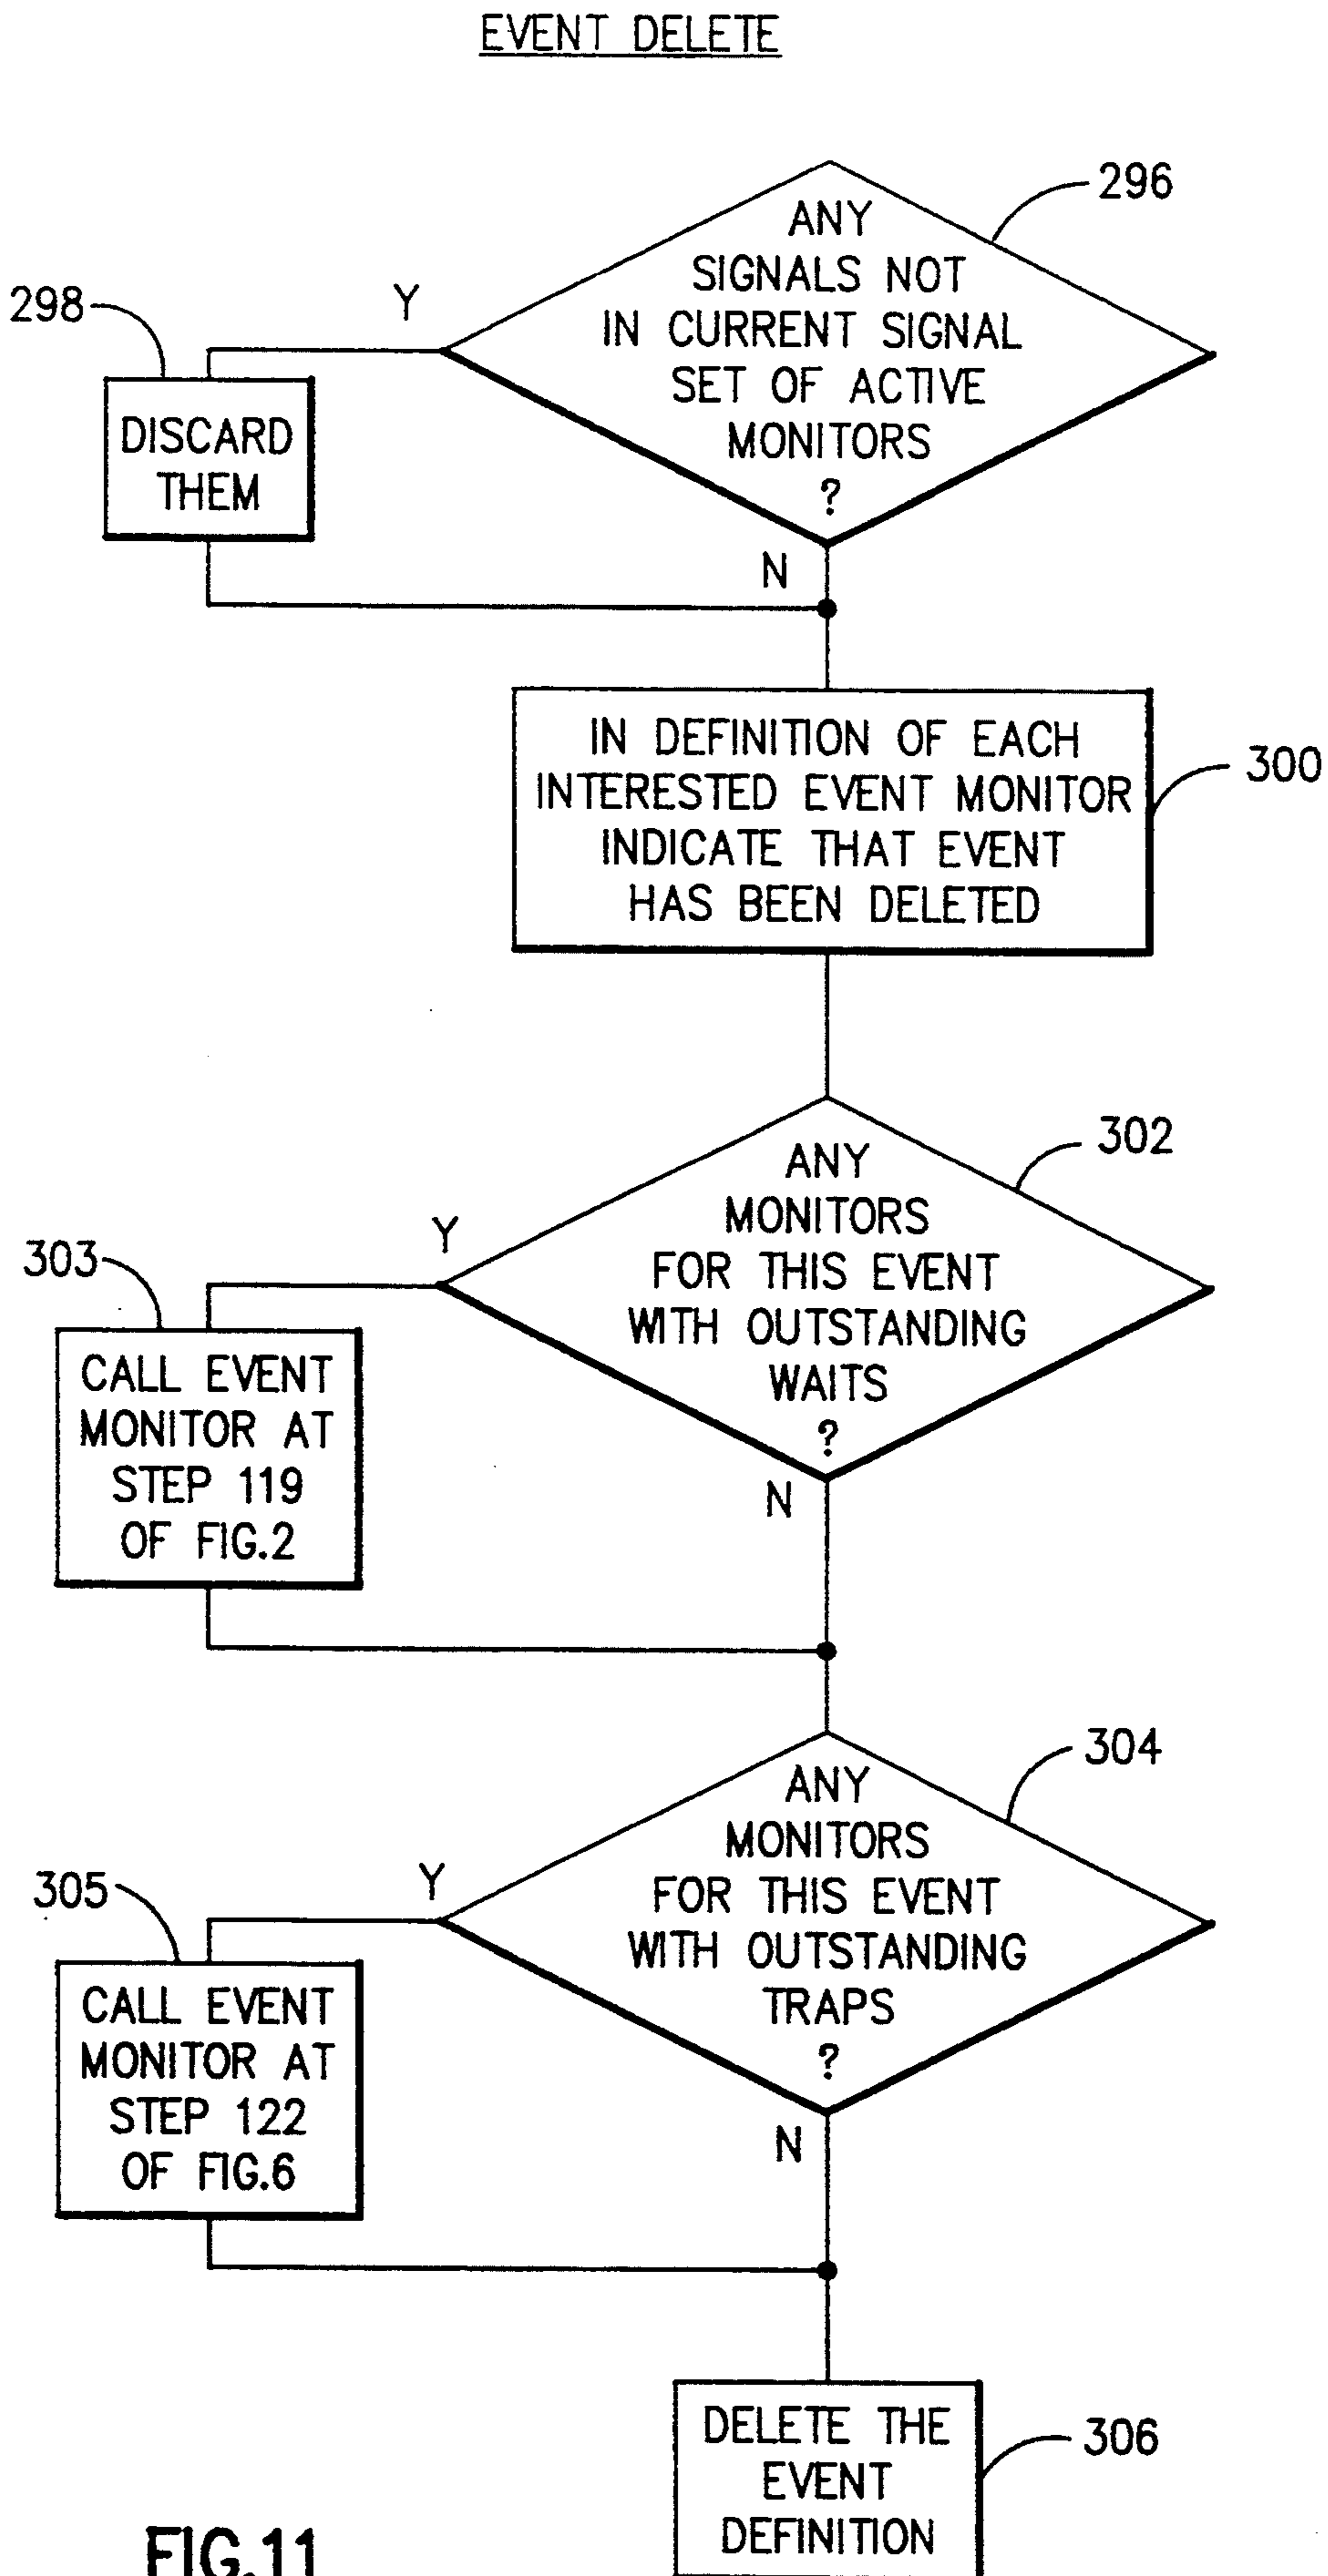 EVENT DELETE
296
ANY
SIGNALS NOT
IN CURRENT SIGNAL
SET OF ACTIVE
MONITORS
?
Y
298
DISCARD
THEM
N
IN DEFINITION OF EACH
INTERESTED EVENT MONITOR
INDICATE THAT EVENT
HAS BEEN DELETED
300
302
ANY
MONITORS
FOR THIS EVENT
WITH OUTSTANDING
WAITS
?
Y
303
CALL EVENT
MONITOR AT
STEP 119
OF FIG.2
N
304
ANY
MONITORS
FOR THIS EVENT
WITH OUTSTANDING
TRAPS
?
Y
305
CALL EVENT
MONITOR AT
STEP 122
OF FIG.6
N
DELETE THE
EVENT
DEFINITION
306
FIG.11